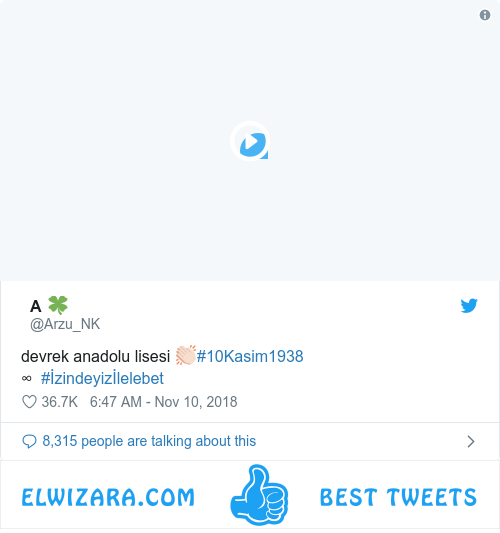 A 🍀
@Arzu_NK
devrek anadolu lisesi 👏🏻#10Kasim1938
∞ #İzindeyizİlelebet
36.7K 6:47 AM - Nov 10, 2018
8,315 people are talking about this
ELWIZARA.COM BEST TWEETS